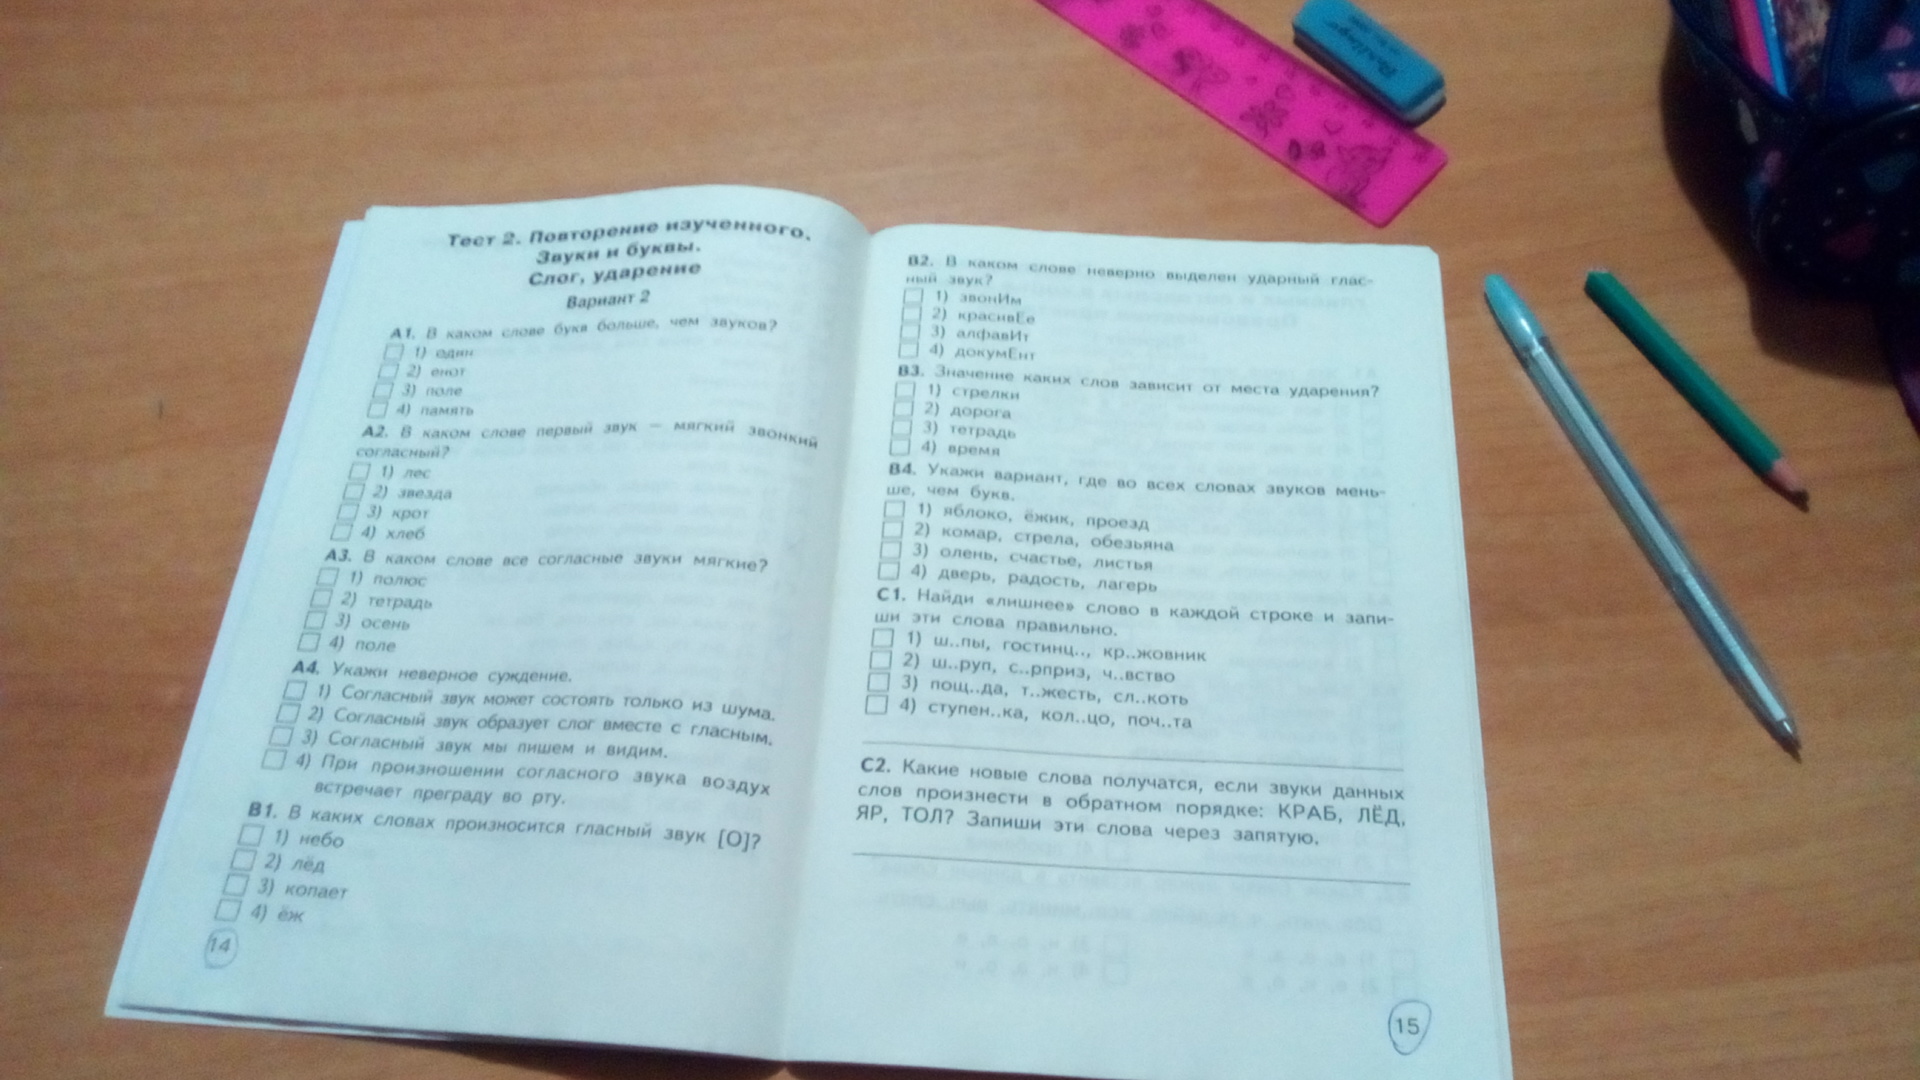 Тест 2. Повторение изученного.
Звуки и буквы.
Слог, ударение
Вариант 2
А1. В каком слове букв больше, чем звуков?
1) один
2) енот
3) поле
4) память
А2. В каком слове первый звук — мягкий звонкий
согласный?
1) лес
2) звезда
3) крот
4) хлеб
А3. В каком слове все согласные звуки мягкие?
1) полюс
2) тетрадь
3) осень
4) поле
А4. Укажи неверное суждение.
1) Согласный звук может состоять только из шума.
2) Согласный звук образует слог вместе с гласным.
3) Согласный звук мы пишем и видим.
4) При произношении согласного звука воздух
встречает преграду во рту.
В1. В каких словах произносится гласный звук [О]?
1) небо
2) лёд
3) копает
4) ёж
14
В2. В каком слове неверно выделен ударный глас-
ный звук?
1) звонИм
2) красивЕе
3) алфавИт
4) докумЕнт
В3. Значение каких слов зависит от места ударения?
1) стрелки
2) дорога
3) тетрадь
4) время
В4. Укажи вариант, где во всех словах звуков мень-
ше, чем букв.
1) яблоко, ёжик, проезд
2) комар, стрела, обезьяна
3) олень, счастье, листья
4) дверь, радость, лагерь
С1. Найди «лишнее» слово в каждой строке и запи-
ши эти слова правильно.
1) ш..пы, гостинц.., кр..жовник
2) ш..руп, с..рприз, ч..вство
3) пощ..да, т..жесть, сл..коть
4) ступен..ка, кол..цо, поч..та
С2. Какие новые слова получатся, если звуки данных
слов произнести в обратном порядке: КРАБ, ЛЁД,
ЯР, ТОЛ? Запиши эти слова через запятую.
15